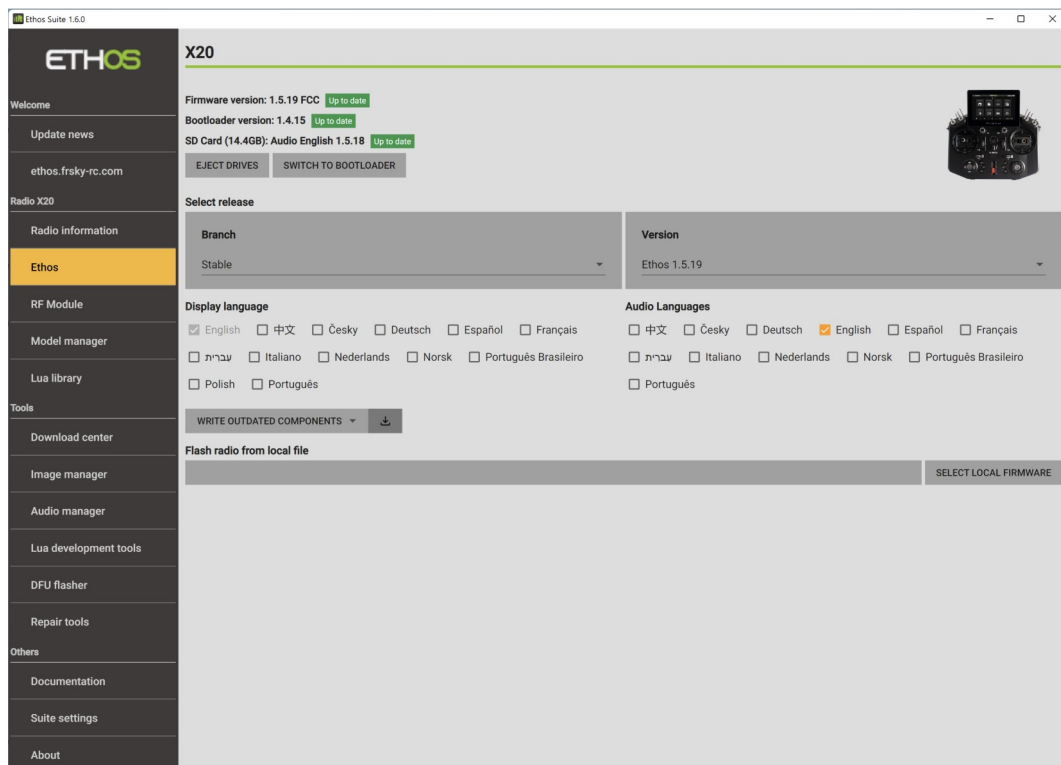 Ethos Suite 1.6.0
ETHOS
Welcome
Update news
ethos.frsky-rc.com
Radio X20
Radio information
Ethos
RF Module
Model manager
Lua library
Tools
Download center
Image manager
Audio manager
Lua development tools
DFU flasher
Repair tools
Others
Documentation
Suite settings
About
X20
Firmware version: 1.5.19 FCC Up to date
Bootloader version: 1.4.15 Up to date
SD Card (14.4GB): Audio English 1.5.18 Up to date
EJECT DRIVES SWITCH TO BOOTLOADER
Select release
Branch
Stable
Version
Ethos 1.5.19
Display language
English 中文 Česky Deutsch Español Français
עברית Italiano Nederlands Norsk Português Brasileiro
Polish Português
Audio Languages
中文 Česky Deutsch English Español Français
עברית Italiano Nederlands Norsk Português Brasileiro
Português
WRITE OUTDATED COMPONENTS
Flash radio from local file
SELECT LOCAL FIRMWARE